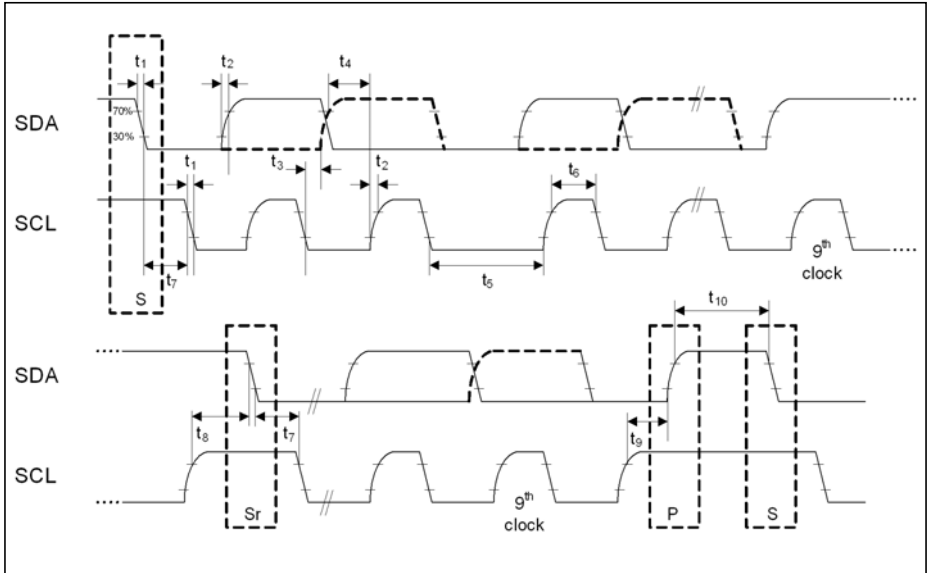 t₁ t₂ t₄
SDA 70%
30%
t₁ t₃ t₂ t₆
SCL
9th
clock
t₇ t₅
S t₁₀
SDA
t₈ t₇ t₉
SCL
9th
clock
Sr P S